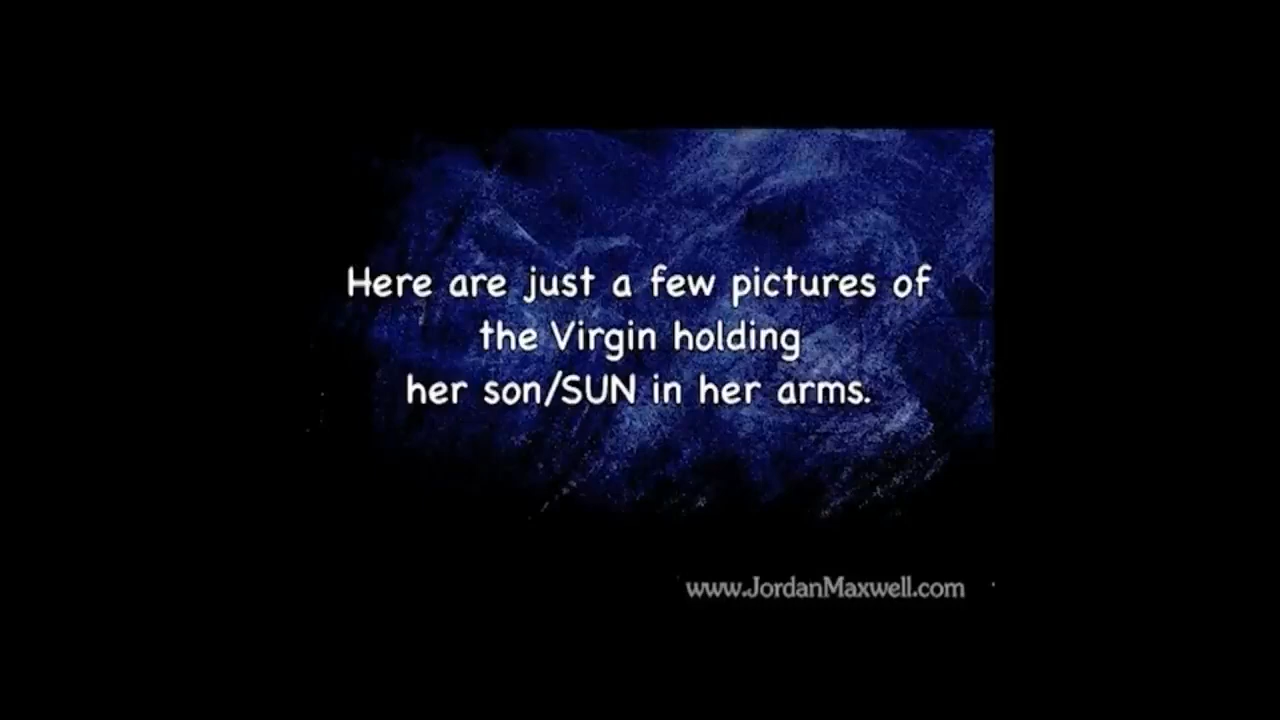 Here are just a few pictures of
the Virgin holding
her son/SUN in her arms.
www.JordanMaxwell.com